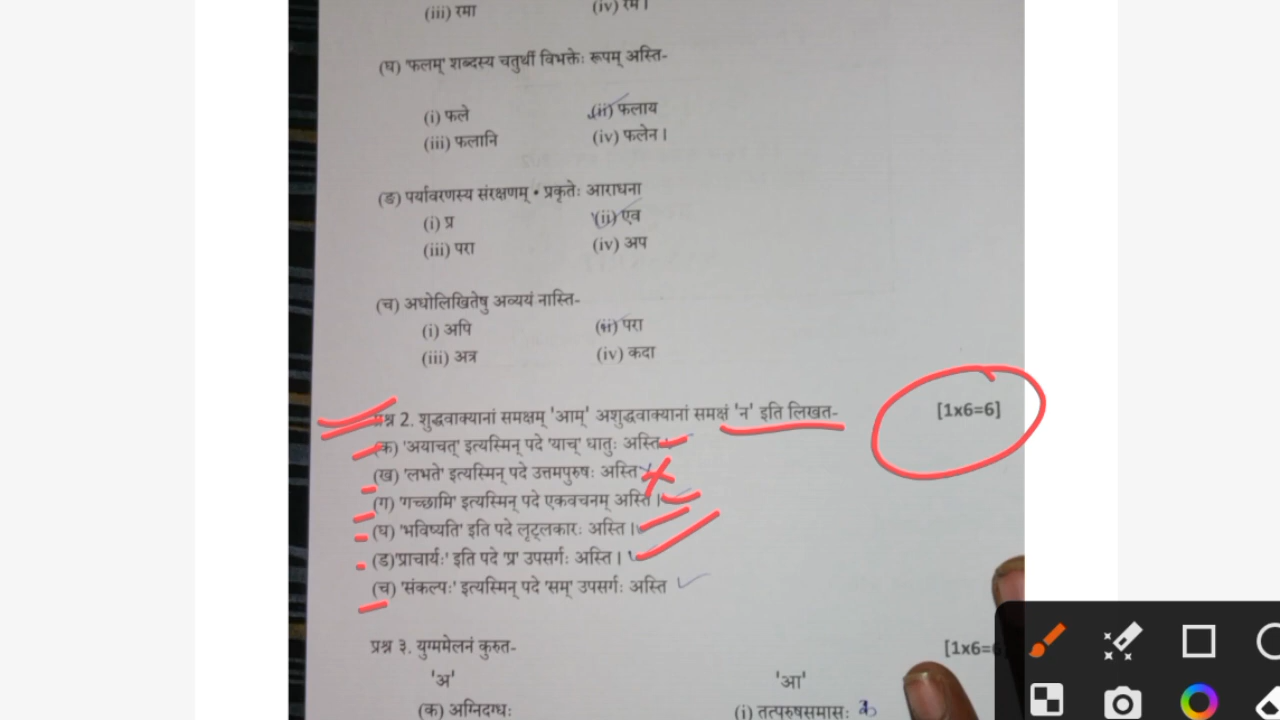 (iii) रमा (iv) रमे।
(घ) 'फलम्' शब्दस्य चतुर्थी विभक्तेः रूपम् अस्ति-
(i) फले (ii) फलाय
(iii) फलानि (iv) फलेन।
(ङ) पर्यावरणस्य संरक्षणम् • प्रकृतेः आराधना
(i) प्र (ii) एव
(iii) परा (iv) अप
(च) अधोलिखितेषु अव्ययं नास्ति-
(i) अपि (ii) परा
(iii) अत्र (iv) कदा
प्रश्न 2. शुद्धवाक्यानां समक्षम् 'आम्' अशुद्धवाक्यानां समक्षं 'न' इति लिखत- [1x6=6]
(क) 'अयाचत्' इत्यस्मिन् पदे 'याच्' धातुः अस्ति।
(ख) 'लभते' इत्यस्मिन् पदे उत्तमपुरुषः अस्ति
(ग) 'गच्छामि' इत्यस्मिन् पदे एकवचनम् अस्ति।
(घ) 'भविष्यति' इति पदे लृट्लकारः अस्ति।
(ड)'प्राचार्यः' इति पदे 'प्र' उपसर्गः अस्ति।
(च) 'संकल्पः' इत्यस्मिन् पदे 'सम्' उपसर्गः अस्ति
प्रश्न ३. युग्ममेलनं कुरुत- [1x6=6
'अ' 'आ'
(क) अग्निदग्धः (i) तत्पुरुषसमासः